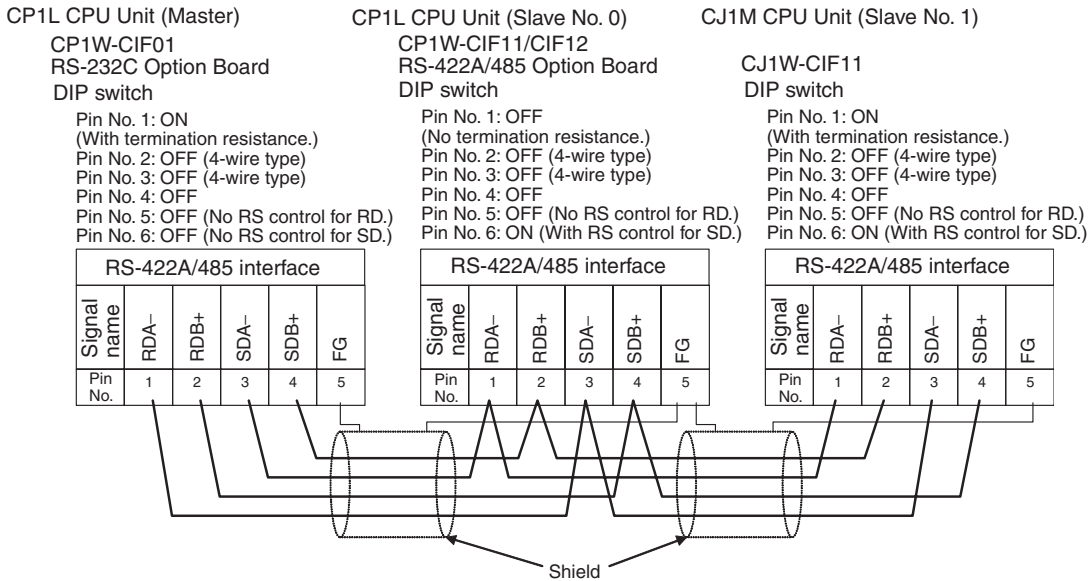 CP1L CPU Unit (Master)
CP1W-CIF01
RS-232C Option Board
DIP switch
Pin No. 1: ON
(With termination resistance.)
Pin No. 2: OFF (4-wire type)
Pin No. 3: OFF (4-wire type)
Pin No. 4: OFF
Pin No. 5: OFF (No RS control for RD.)
Pin No. 6: OFF (No RS control for SD.)
RS-422A/485 interface
Signal name
RDA−
RDB+
SDA−
SDB+
FG
Pin No.
1
2
3
4
5
CP1L CPU Unit (Slave No. 0)
CP1W-CIF11/CIF12
RS-422A/485 Option Board
DIP switch
Pin No. 1: OFF
(No termination resistance.)
Pin No. 2: OFF (4-wire type)
Pin No. 3: OFF (4-wire type)
Pin No. 4: OFF
Pin No. 5: OFF (No RS control for RD.)
Pin No. 6: ON (With RS control for SD.)
RS-422A/485 interface
Signal name
RDA−
RDB+
SDA−
SDB+
FG
Pin No.
1
2
3
4
5
CJ1M CPU Unit (Slave No. 1)
CJ1W-CIF11
DIP switch
Pin No. 1: ON
(With termination resistance.)
Pin No. 2: OFF (4-wire type)
Pin No. 3: OFF (4-wire type)
Pin No. 4: OFF
Pin No. 5: OFF (No RS control for RD.)
Pin No. 6: ON (With RS control for SD.)
RS-422A/485 interface
Signal name
RDA−
RDB+
SDA−
SDB+
FG
Pin No.
1
2
3
4
5
Shield